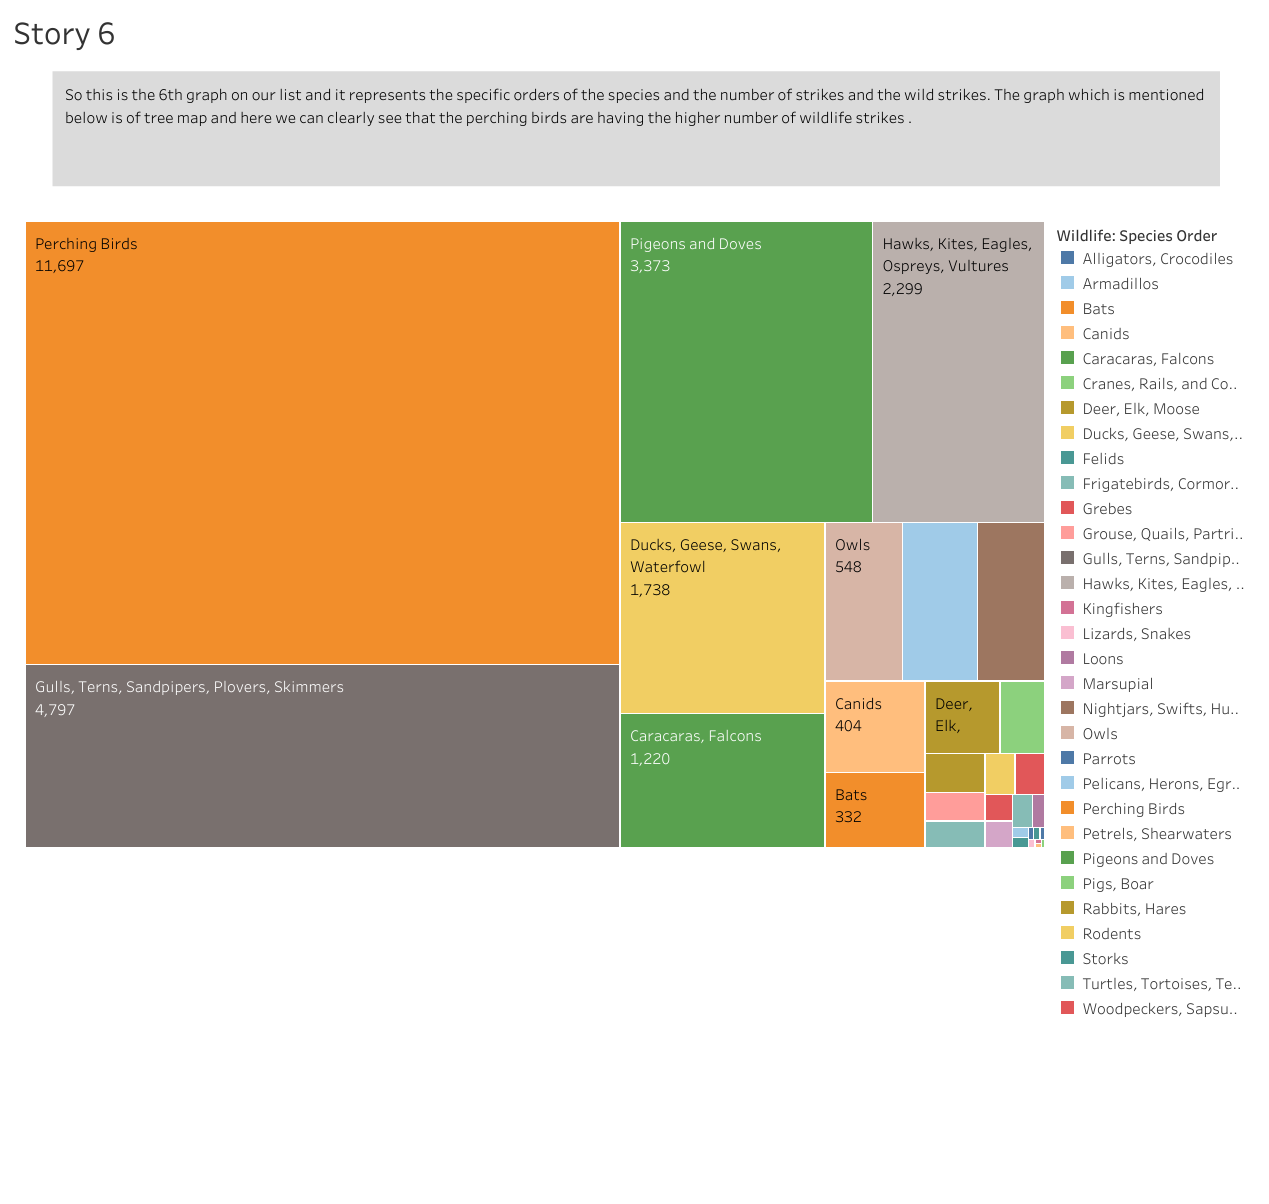 Story 6
So this is the 6th graph on our list and it represents the specific orders of the species and the number of strikes and the wild strikes. The graph which is mentioned
below is of tree map and here we can clearly see that the perching birds are having the higher number of wildlife strikes .
Perching Birds
11,697
Gulls, Terns, Sandpipers, Plovers, Skimmers
4,797
Pigeons and Doves
3,373
Hawks, Kites, Eagles,
Ospreys, Vultures
2,299
Ducks, Geese, Swans,
Waterfowl
1,738
Caracaras, Falcons
1,220
Owls
548
Canids
404
Bats
332
Deer,
Elk,
Wildlife: Species Order
Alligators, Crocodiles
Armadillos
Bats
Canids
Caracaras, Falcons
Cranes, Rails, and Co..
Deer, Elk, Moose
Ducks, Geese, Swans,..
Felids
Frigatebirds, Cormor..
Grebes
Grouse, Quails, Partri..
Gulls, Terns, Sandpip..
Hawks, Kites, Eagles, ..
Kingfishers
Lizards, Snakes
Loons
Marsupial
Nightjars, Swifts, Hu..
Owls
Parrots
Pelicans, Herons, Egr..
Perching Birds
Petrels, Shearwaters
Pigeons and Doves
Pigs, Boar
Rabbits, Hares
Rodents
Storks
Turtles, Tortoises, Te..
Woodpeckers, Sapsu..